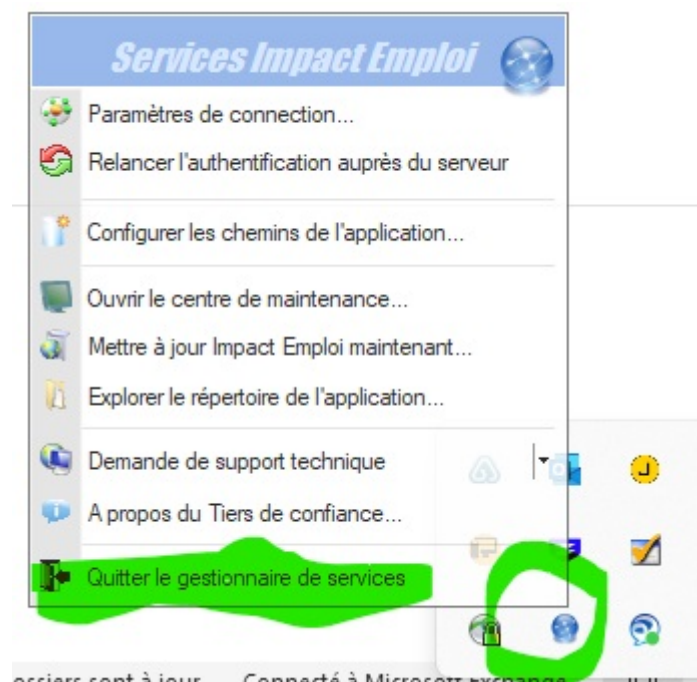 Services Impact Emploi
Paramètres de connection...
Relancer l'authentification auprès du serveur
Configurer les chemins de l'application...
Ouvrir le centre de maintenance...
Mettre à jour Impact Emploi maintenant...
Explorer le répertoire de l'application...
Demande de support technique
A propos du Tiers de confiance...
Quitter le gestionnaire de services
sont à jour Connecté à Microsoft Exchange